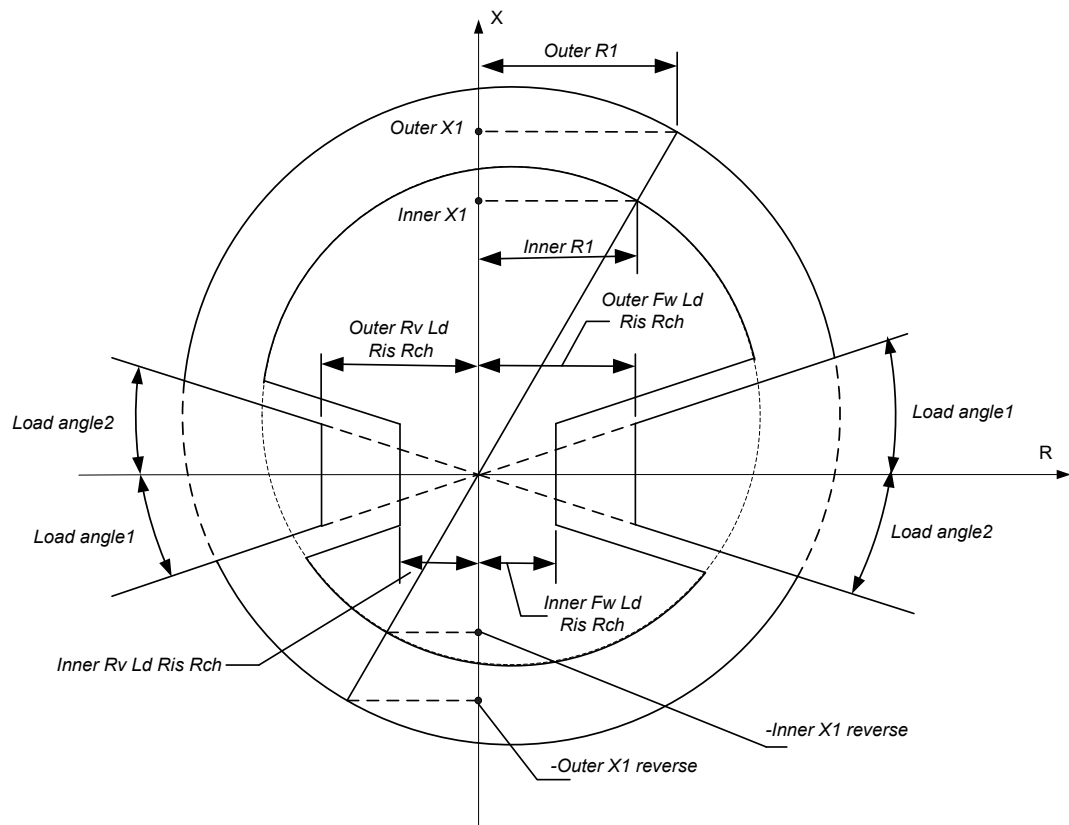 X
Outer R1
Outer X1
Inner X1
Inner R1
Outer Fw Ld
Ris Rch
Outer Rv Ld
Ris Rch
Load angle2
Load angle1
R
Load angle1
Load angle2
Inner Fw Ld
Ris Rch
Inner Rv Ld Ris Rch
-Inner X1 reverse
-Outer X1 reverse